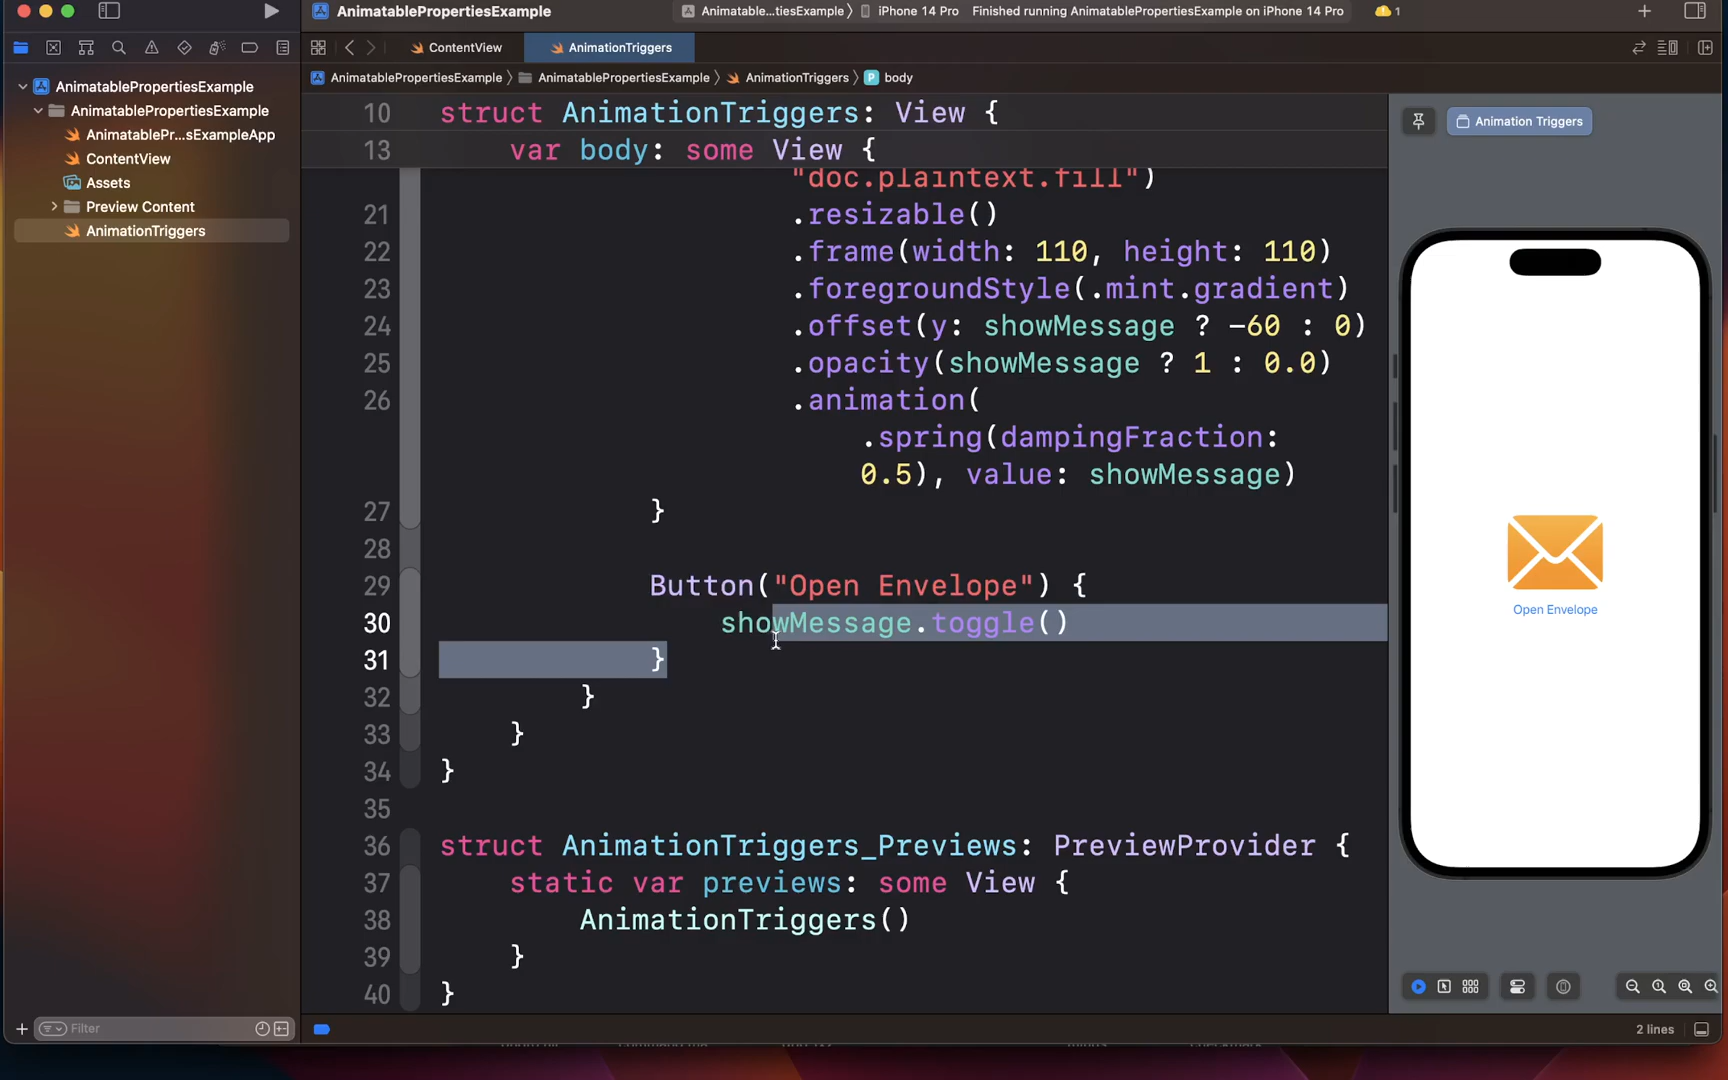 AnimatablePropertiesExample
Animatable...tiesExample 〉 iPhone 14 Pro
Finished running AnimatablePropertiesExample on iPhone 14 Pro
1
ContentView
AnimationTriggers
AnimatablePropertiesExample 〉 AnimatablePropertiesExample 〉 AnimationTriggers 〉 P body
AnimatablePropertiesExample
AnimatablePropertiesExample
AnimatablePr...sExampleApp
ContentView
Assets
Preview Content
AnimationTriggers
10 struct AnimationTriggers: View {
13 var body: some View {
"doc.plaintext.fill")
21 .resizable()
22 .frame(width: 110, height: 110)
23 .foregroundStyle(.mint.gradient)
24 .offset(y: showMessage ? -60 : 0)
25 .opacity(showMessage ? 1 : 0.0)
26 .animation(
.spring(dampingFraction:
0.5), value: showMessage)
27 }
28
29 Button("Open Envelope") {
30 showMessage.toggle()
31 }
32 }
33 }
34 }
35
36 struct AnimationTriggers_Previews: PreviewProvider {
37 static var previews: some View {
38 AnimationTriggers()
39 }
40 }
Animation Triggers
Open Envelope
Filter
2 lines